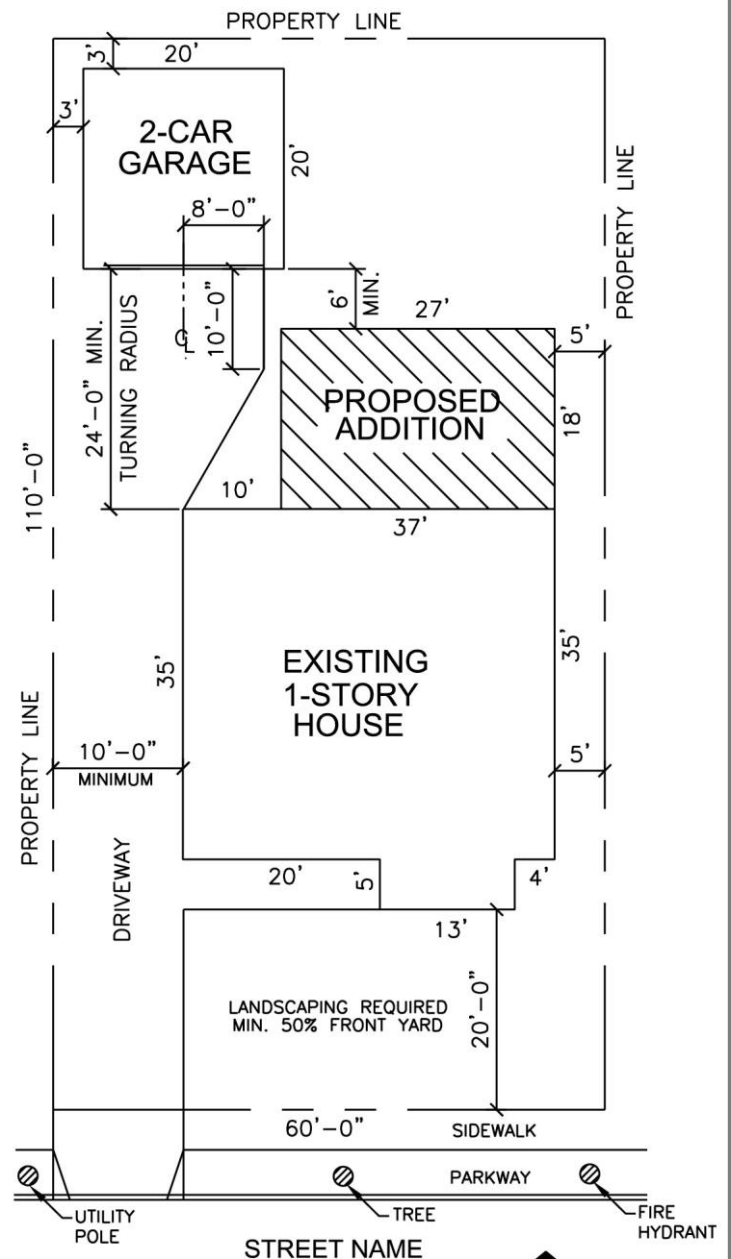 PROPERTY LINE
3'
20'
3'
2-CAR
GARAGE
20'
8'-0"
PROPERTY LINE
24'-0" MIN.
TURNING RADIUS
℄
10'-0"
6'
MIN.
27'
5'
PROPOSED
ADDITION
18'
110'-0"
10'
37'
EXISTING
1-STORY
HOUSE
35'
35'
PROPERTY LINE
10'-0"
MINIMUM
5'
DRIVEWAY
20'
5'
4'
13'
LANDSCAPING REQUIRED
MIN. 50% FRONT YARD
20'-0"
60'-0"
SIDEWALK
PARKWAY
UTILITY
POLE
TREE
FIRE
HYDRANT
STREET NAME